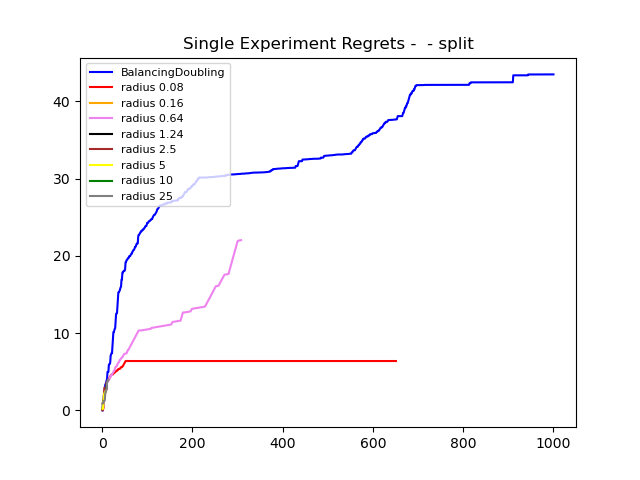 Single Experiment Regrets -  - split
BalancingDoubling
radius 0.08
radius 0.16
radius 0.64
radius 1.24
radius 2.5
radius 5
radius 10
radius 25
40
30
20
10
0
0 200 400 600 800 1000